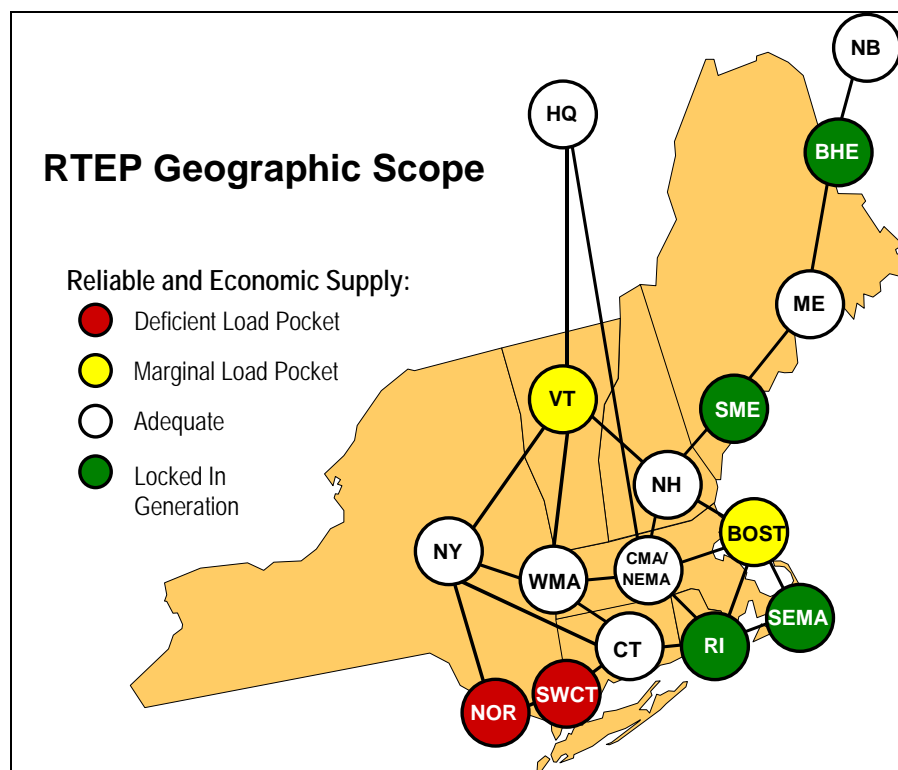 NB
HQ
BHE
RTEP Geographic Scope
Reliable and Economic Supply:
Deficient Load Pocket
Marginal Load Pocket
Adequate
Locked In
Generation
ME
VT
SME
NH
BOST
NY
WMA
CMA/
NEMA
SEMA
CT
RI
SWCT
NOR